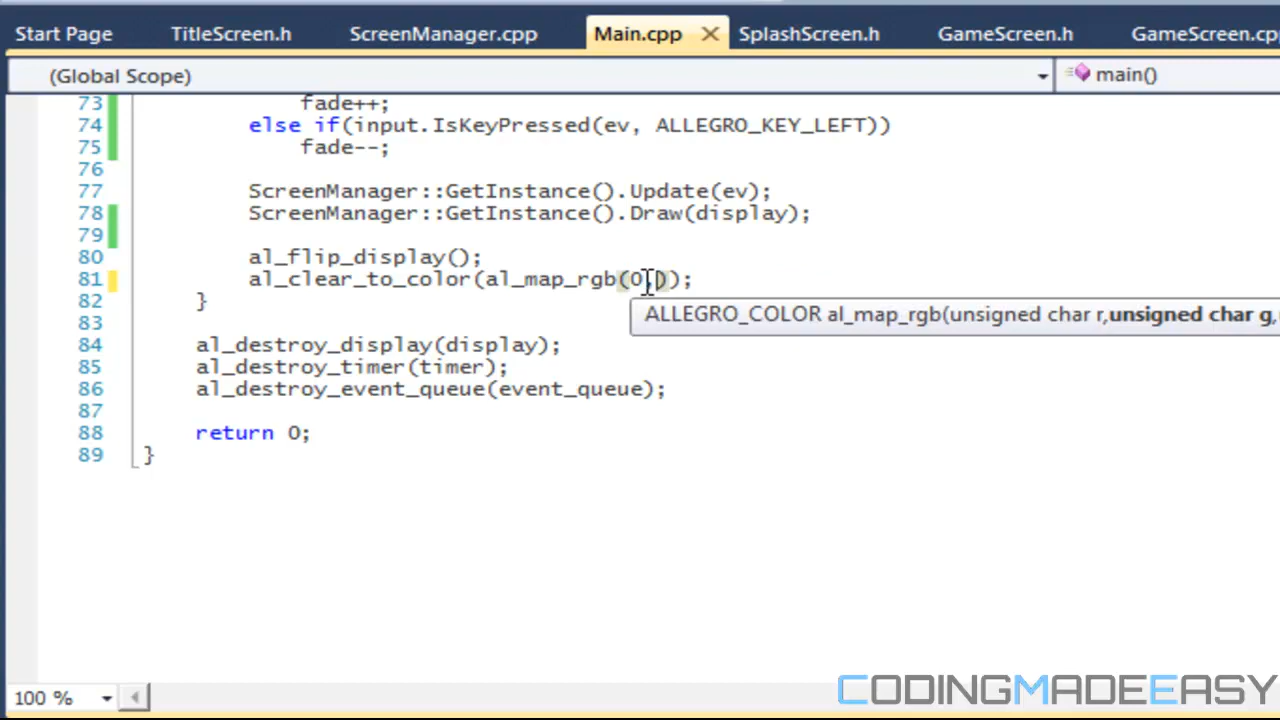 Start Page TitleScreen.h ScreenManager.cpp Main.cpp SplashScreen.h GameScreen.h GameScreen.cpp
(Global Scope) main()
73 fade++;
74 else if(input.IsKeyPressed(ev, ALLEGRO_KEY_LEFT))
75 fade--;
76
77 ScreenManager::GetInstance().Update(ev);
78 ScreenManager::GetInstance().Draw(display);
79
80 al_flip_display();
81 al_clear_to_color(al_map_rgb(0,));
82 }
ALLEGRO_COLOR al_map_rgb(unsigned char r,unsigned char g,
83
84 al_destroy_display(display);
85 al_destroy_timer(timer);
86 al_destroy_event_queue(event_queue);
87
88 return 0;
89 }
100 %
CODINGMADEEASY